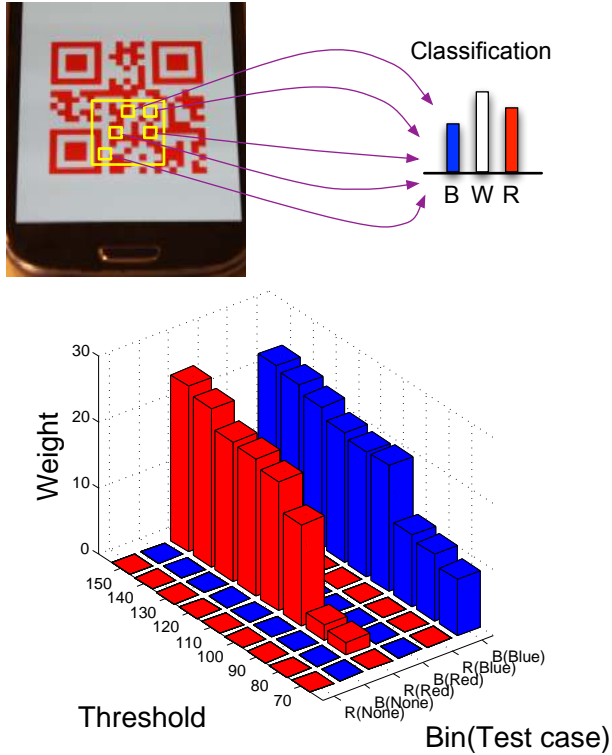 Classification
B W R
30
20
10
0
Weight
150
140
130
120
110
100
90
80
70
Threshold
R(None)
B(None)
R(Red)
B(Red)
R(Blue)
B(Blue)
Bin(Test case)